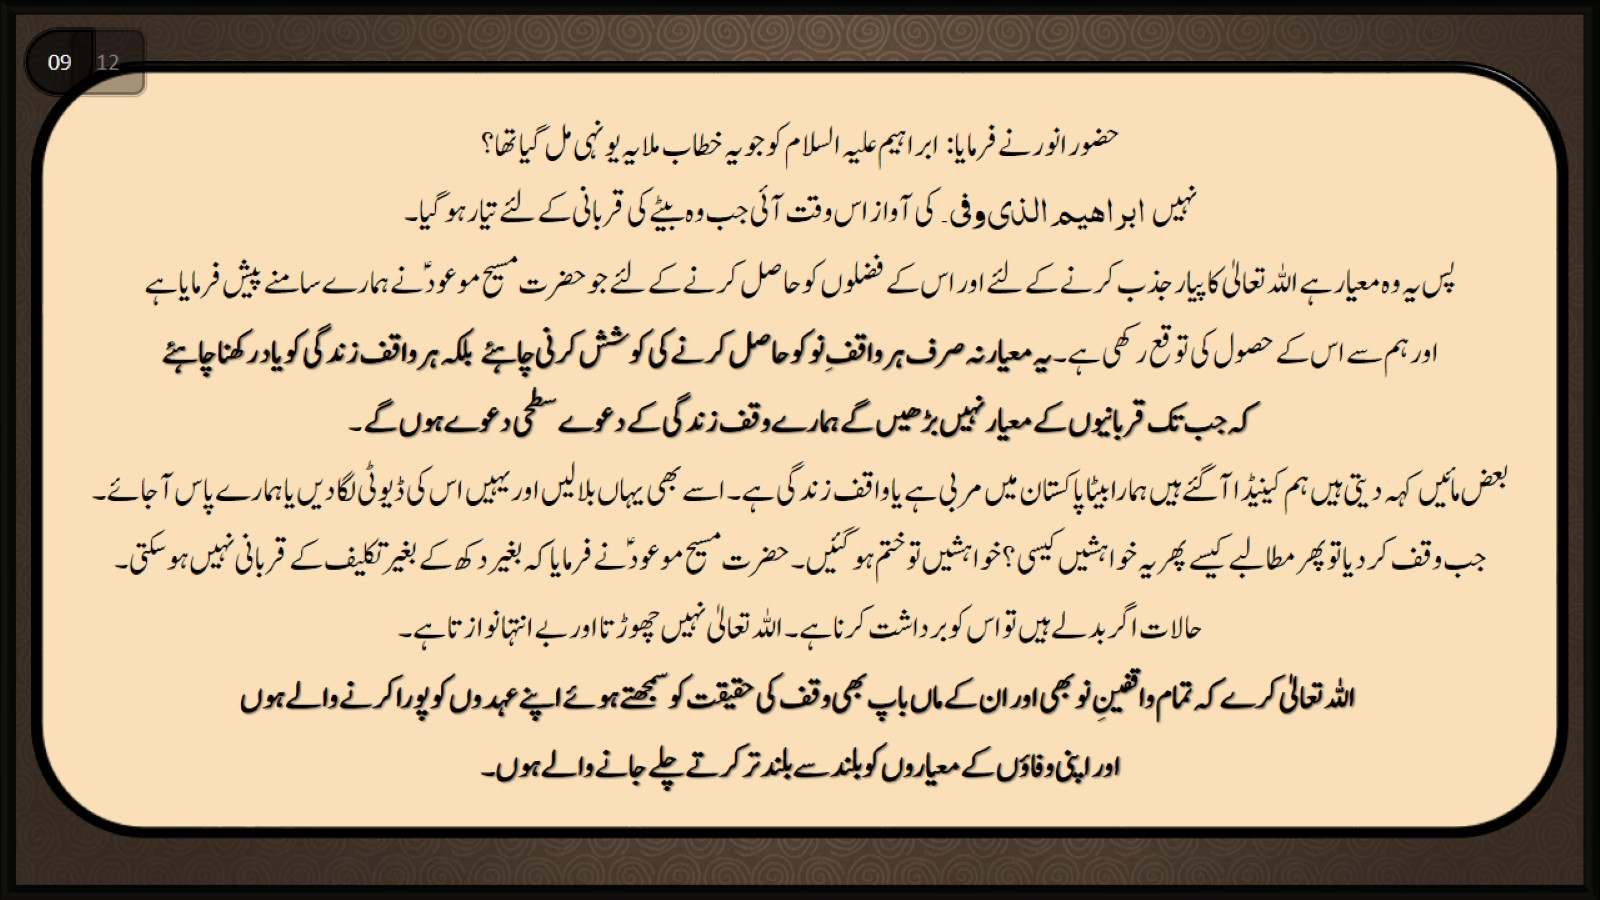 09 12
حضور انور نے فرمایا: ابراہیم علیہ السلام کو جو یہ خطاب ملا یہ یونہی مل گیا تھا؟
نہیں ابراھیم الذی وفی۔ کی آواز اس وقت آئی جب وہ بیٹے کی قربانی کے لئے تیار ہو گیا۔
پس یہ وہ معیار ہے اللہ تعالیٰ کا پیار جذب کرنے کے لئے اور اس کے فضلوں کو حاصل کرنے کے لئے جو حضرت مسیح موعودؑ نے ہمارے سامنے پیش فرمایا ہے
اور ہم سے اس کے حصول کی توقع رکھی ہے۔ یہ معیار نہ صرف ہر واقفِ نو کو حاصل کرنے کی کوشش کرنی چاہئے بلکہ ہر واقف زندگی کو یاد رکھنا چاہئے
کہ جب تک قربانیوں کے معیار نہیں بڑھیں گے ہمارے وقف زندگی کے دعوے سطحی دعوے ہوں گے۔
بعض مائیں کہہ دیتی ہیں ہم کینیڈا آگئے ہیں ہمارا بیٹا پاکستان میں مربی ہے یا واقف زندگی ہے۔ اسے بھی یہاں بلا لیں اور یہیں اس کی ڈیوٹی لگا دیں یا ہمارے پاس آ جائے۔
جب وقف کر دیا تو پھر مطالبے کیسے پھر یہ خواہشیں کیسی؟ خواہشیں تو ختم ہو گئیں۔ حضرت مسیح موعودؑ نے فرمایا کہ بغیر دکھ کے بغیر تکلیف کے قربانی نہیں ہو سکتی۔
حالات اگر بدلے ہیں تو اس کو برداشت کرنا ہے۔ اللہ تعالیٰ نہیں چھوڑتا اور بے انتہا نوازتا ہے۔
اللہ تعالیٰ کرے کہ تمام واقفینِ نو بھی اور ان کے ماں باپ بھی وقف کی حقیقت کو سمجھتے ہوئے اپنے عہدوں کو پورا کرنے والے ہوں
اور اپنی وفاؤں کے معیاروں کو بلند سے بلند تر کرتے چلے جانے والے ہوں۔